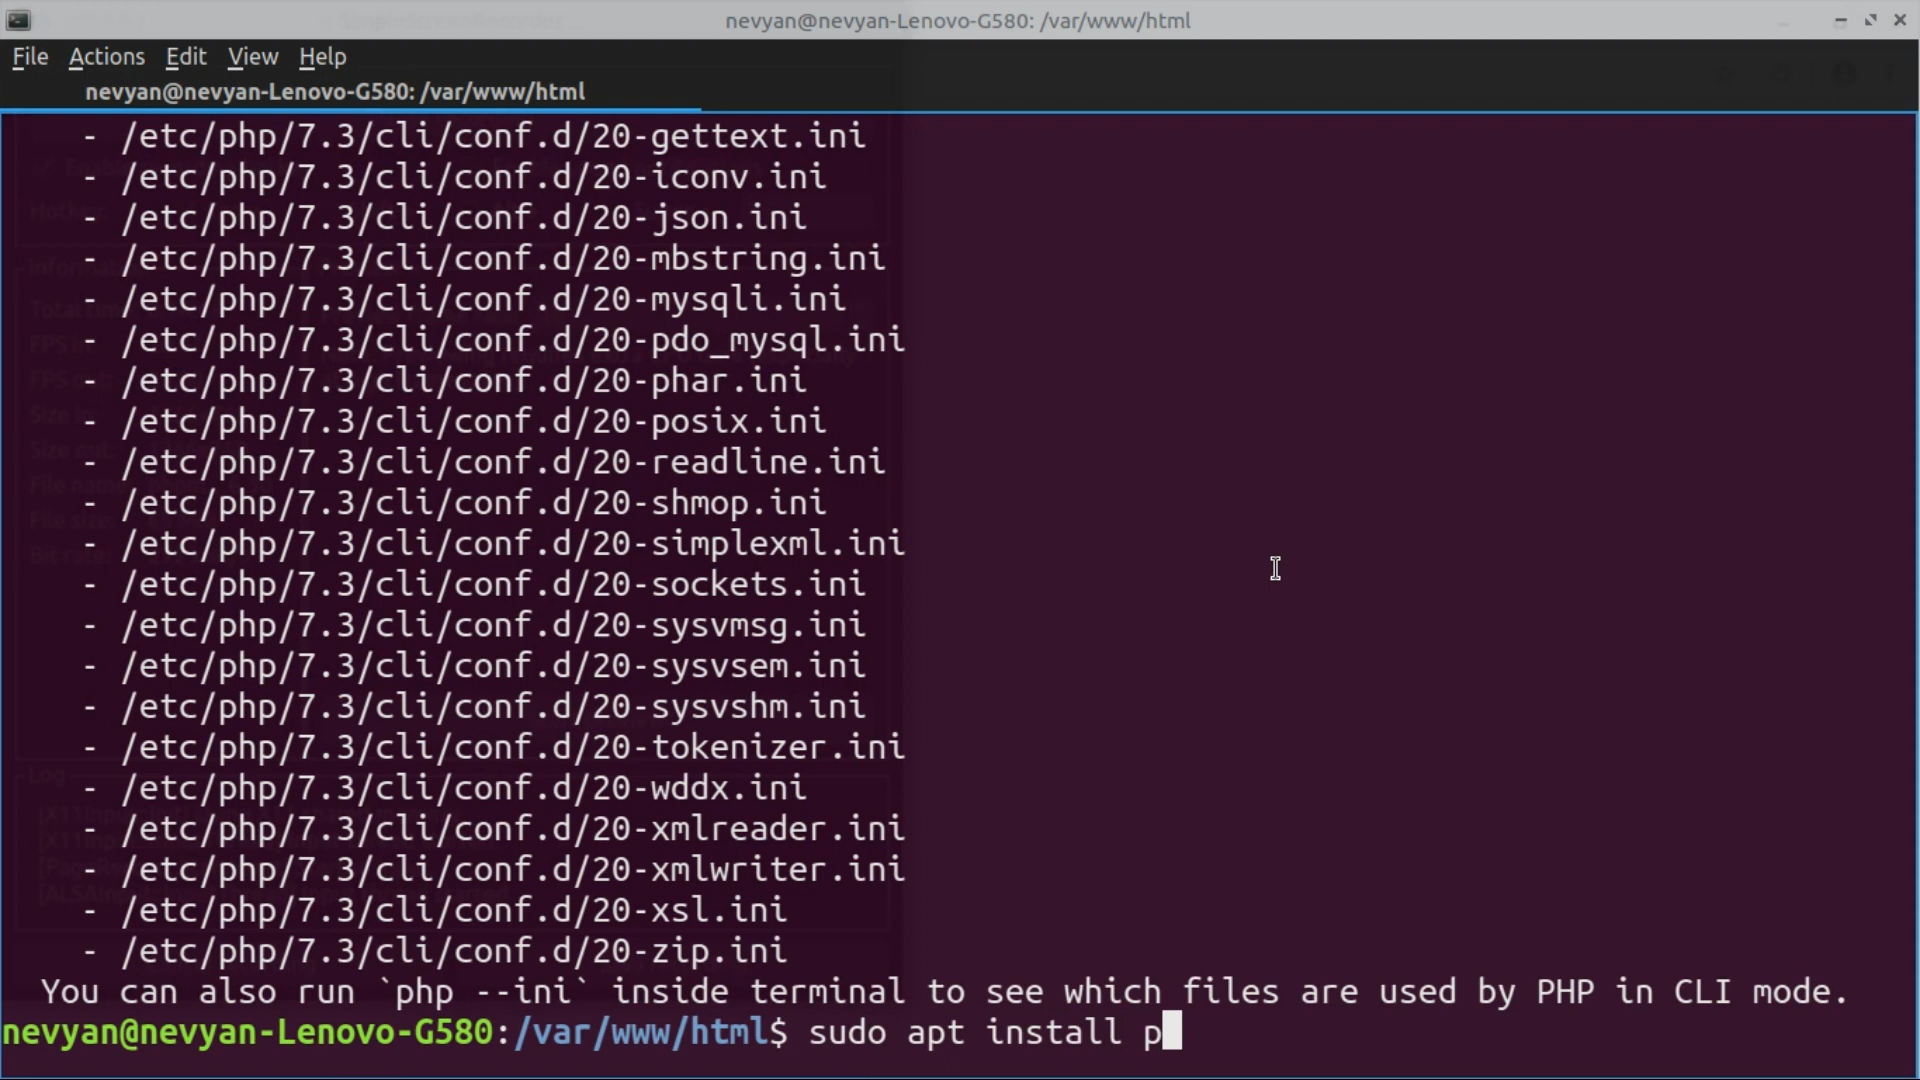 nevyan@nevyan-Lenovo-G580: /var/www/html
File Actions Edit View Help
nevyan@nevyan-Lenovo-G580: /var/www/html
- /etc/php/7.3/cli/conf.d/20-gettext.ini
- /etc/php/7.3/cli/conf.d/20-iconv.ini
- /etc/php/7.3/cli/conf.d/20-json.ini
- /etc/php/7.3/cli/conf.d/20-mbstring.ini
- /etc/php/7.3/cli/conf.d/20-mysqli.ini
- /etc/php/7.3/cli/conf.d/20-pdo_mysql.ini
- /etc/php/7.3/cli/conf.d/20-phar.ini
- /etc/php/7.3/cli/conf.d/20-posix.ini
- /etc/php/7.3/cli/conf.d/20-readline.ini
- /etc/php/7.3/cli/conf.d/20-shmop.ini
- /etc/php/7.3/cli/conf.d/20-simplexml.ini
- /etc/php/7.3/cli/conf.d/20-sockets.ini
- /etc/php/7.3/cli/conf.d/20-sysvmsg.ini
- /etc/php/7.3/cli/conf.d/20-sysvsem.ini
- /etc/php/7.3/cli/conf.d/20-sysvshm.ini
- /etc/php/7.3/cli/conf.d/20-tokenizer.ini
- /etc/php/7.3/cli/conf.d/20-wddx.ini
- /etc/php/7.3/cli/conf.d/20-xmlreader.ini
- /etc/php/7.3/cli/conf.d/20-xmlwriter.ini
- /etc/php/7.3/cli/conf.d/20-xsl.ini
- /etc/php/7.3/cli/conf.d/20-zip.ini
You can also run `php --ini` inside terminal to see which files are used by PHP in CLI mode.
nevyan@nevyan-Lenovo-G580:/var/www/html$ sudo apt install p